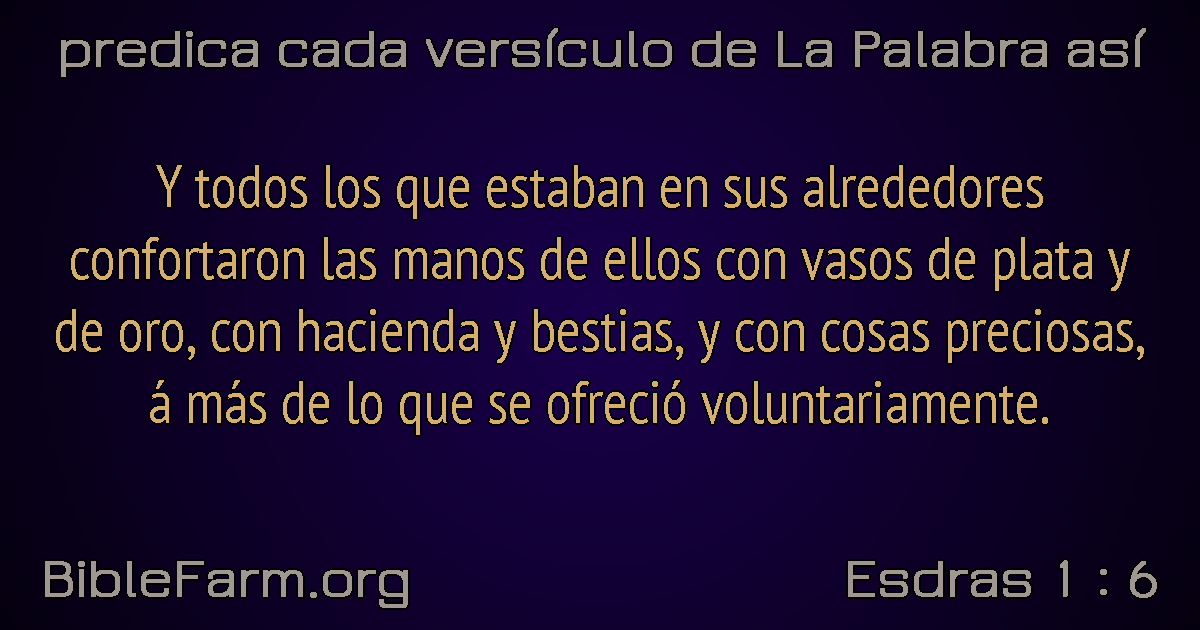 predica cada versículo de La Palabra así
Y todos los que estaban en sus alrededores
confortaron las manos de ellos con vasos de plata y
de oro, con hacienda y bestias, y con cosas preciosas,
á más de lo que se ofreció voluntariamente.
BibleFarm.org
Esdras 1 : 6